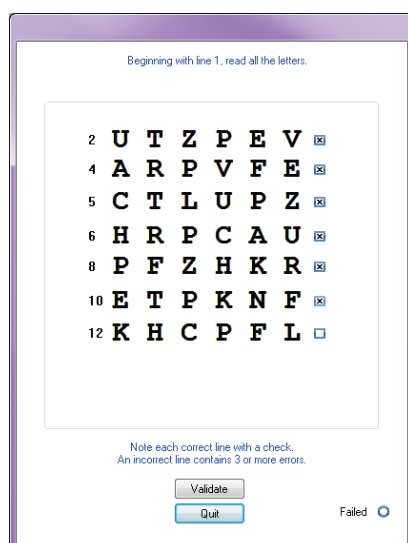 Beginning with line 1, read all the letters.
2 U T Z P E V
4 A R P V F E
5 C T L U P Z
6 H R P C A U
8 P F Z H K R
10 E T P K N F
12 K H C P F L
Note each correct line with a check.
An incorrect line contains 3 or more errors.
Validate
Quit
Failed